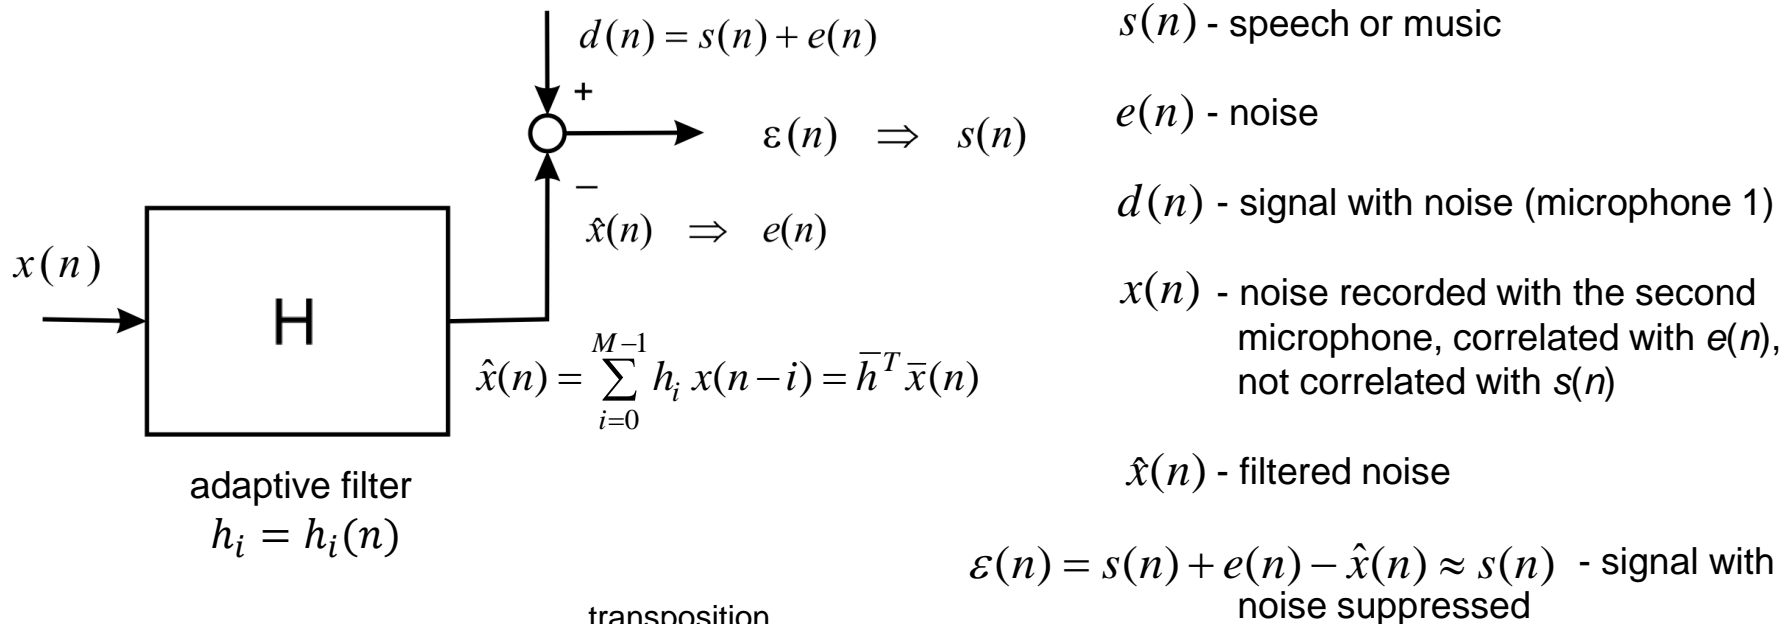 d(n) = s(n) + e(n)
+
ε(n) ⇒ s(n)
−
x̂(n) ⇒ e(n)
x(n)
H
x̂(n) = ∑_{i=0}^{M−1} h_i x(n−i) = h̄^T x̄(n)
adaptive filter
h_i = h_i(n)
transposition
s(n) - speech or music
e(n) - noise
d(n) - signal with noise (microphone 1)
x(n) - noise recorded with the second
microphone, correlated with e(n),
not correlated with s(n)
x̂(n) - filtered noise
ε(n) = s(n) + e(n) − x̂(n) ≈ s(n) - signal with
noise suppressed